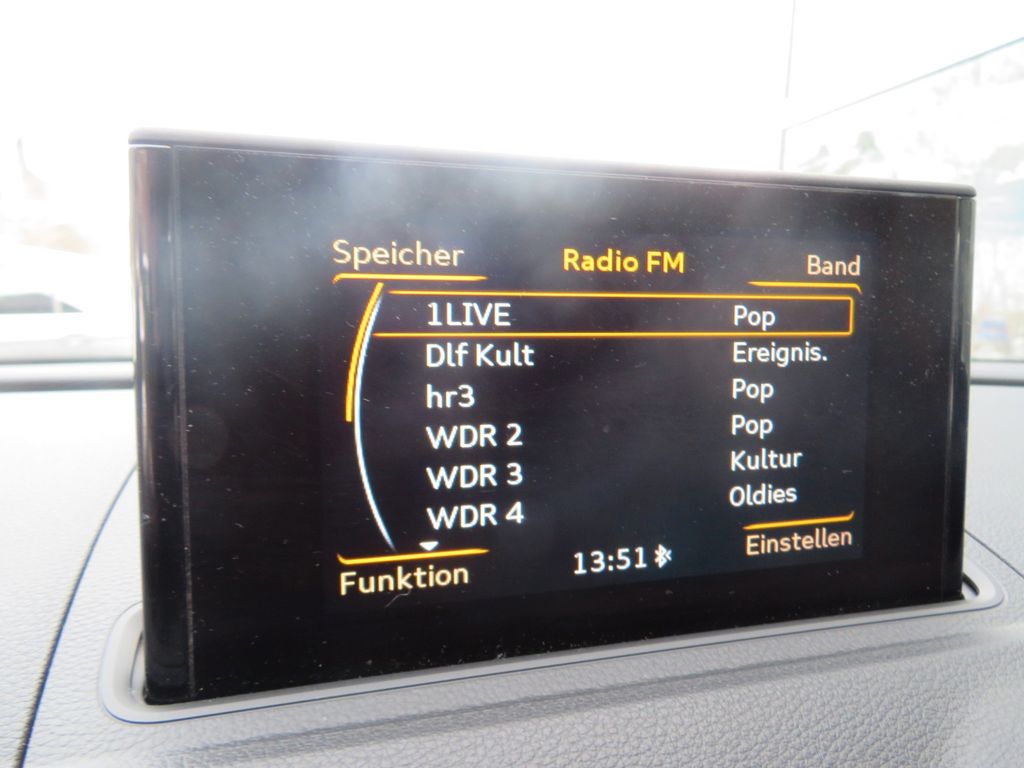 Speicher Radio FM Band
1LIVE Pop
Dlf Kult Ereignis.
hr3 Pop
WDR 2 Pop
WDR 3 Kultur
WDR 4 Oldies
Funktion 13:51 Einstellen